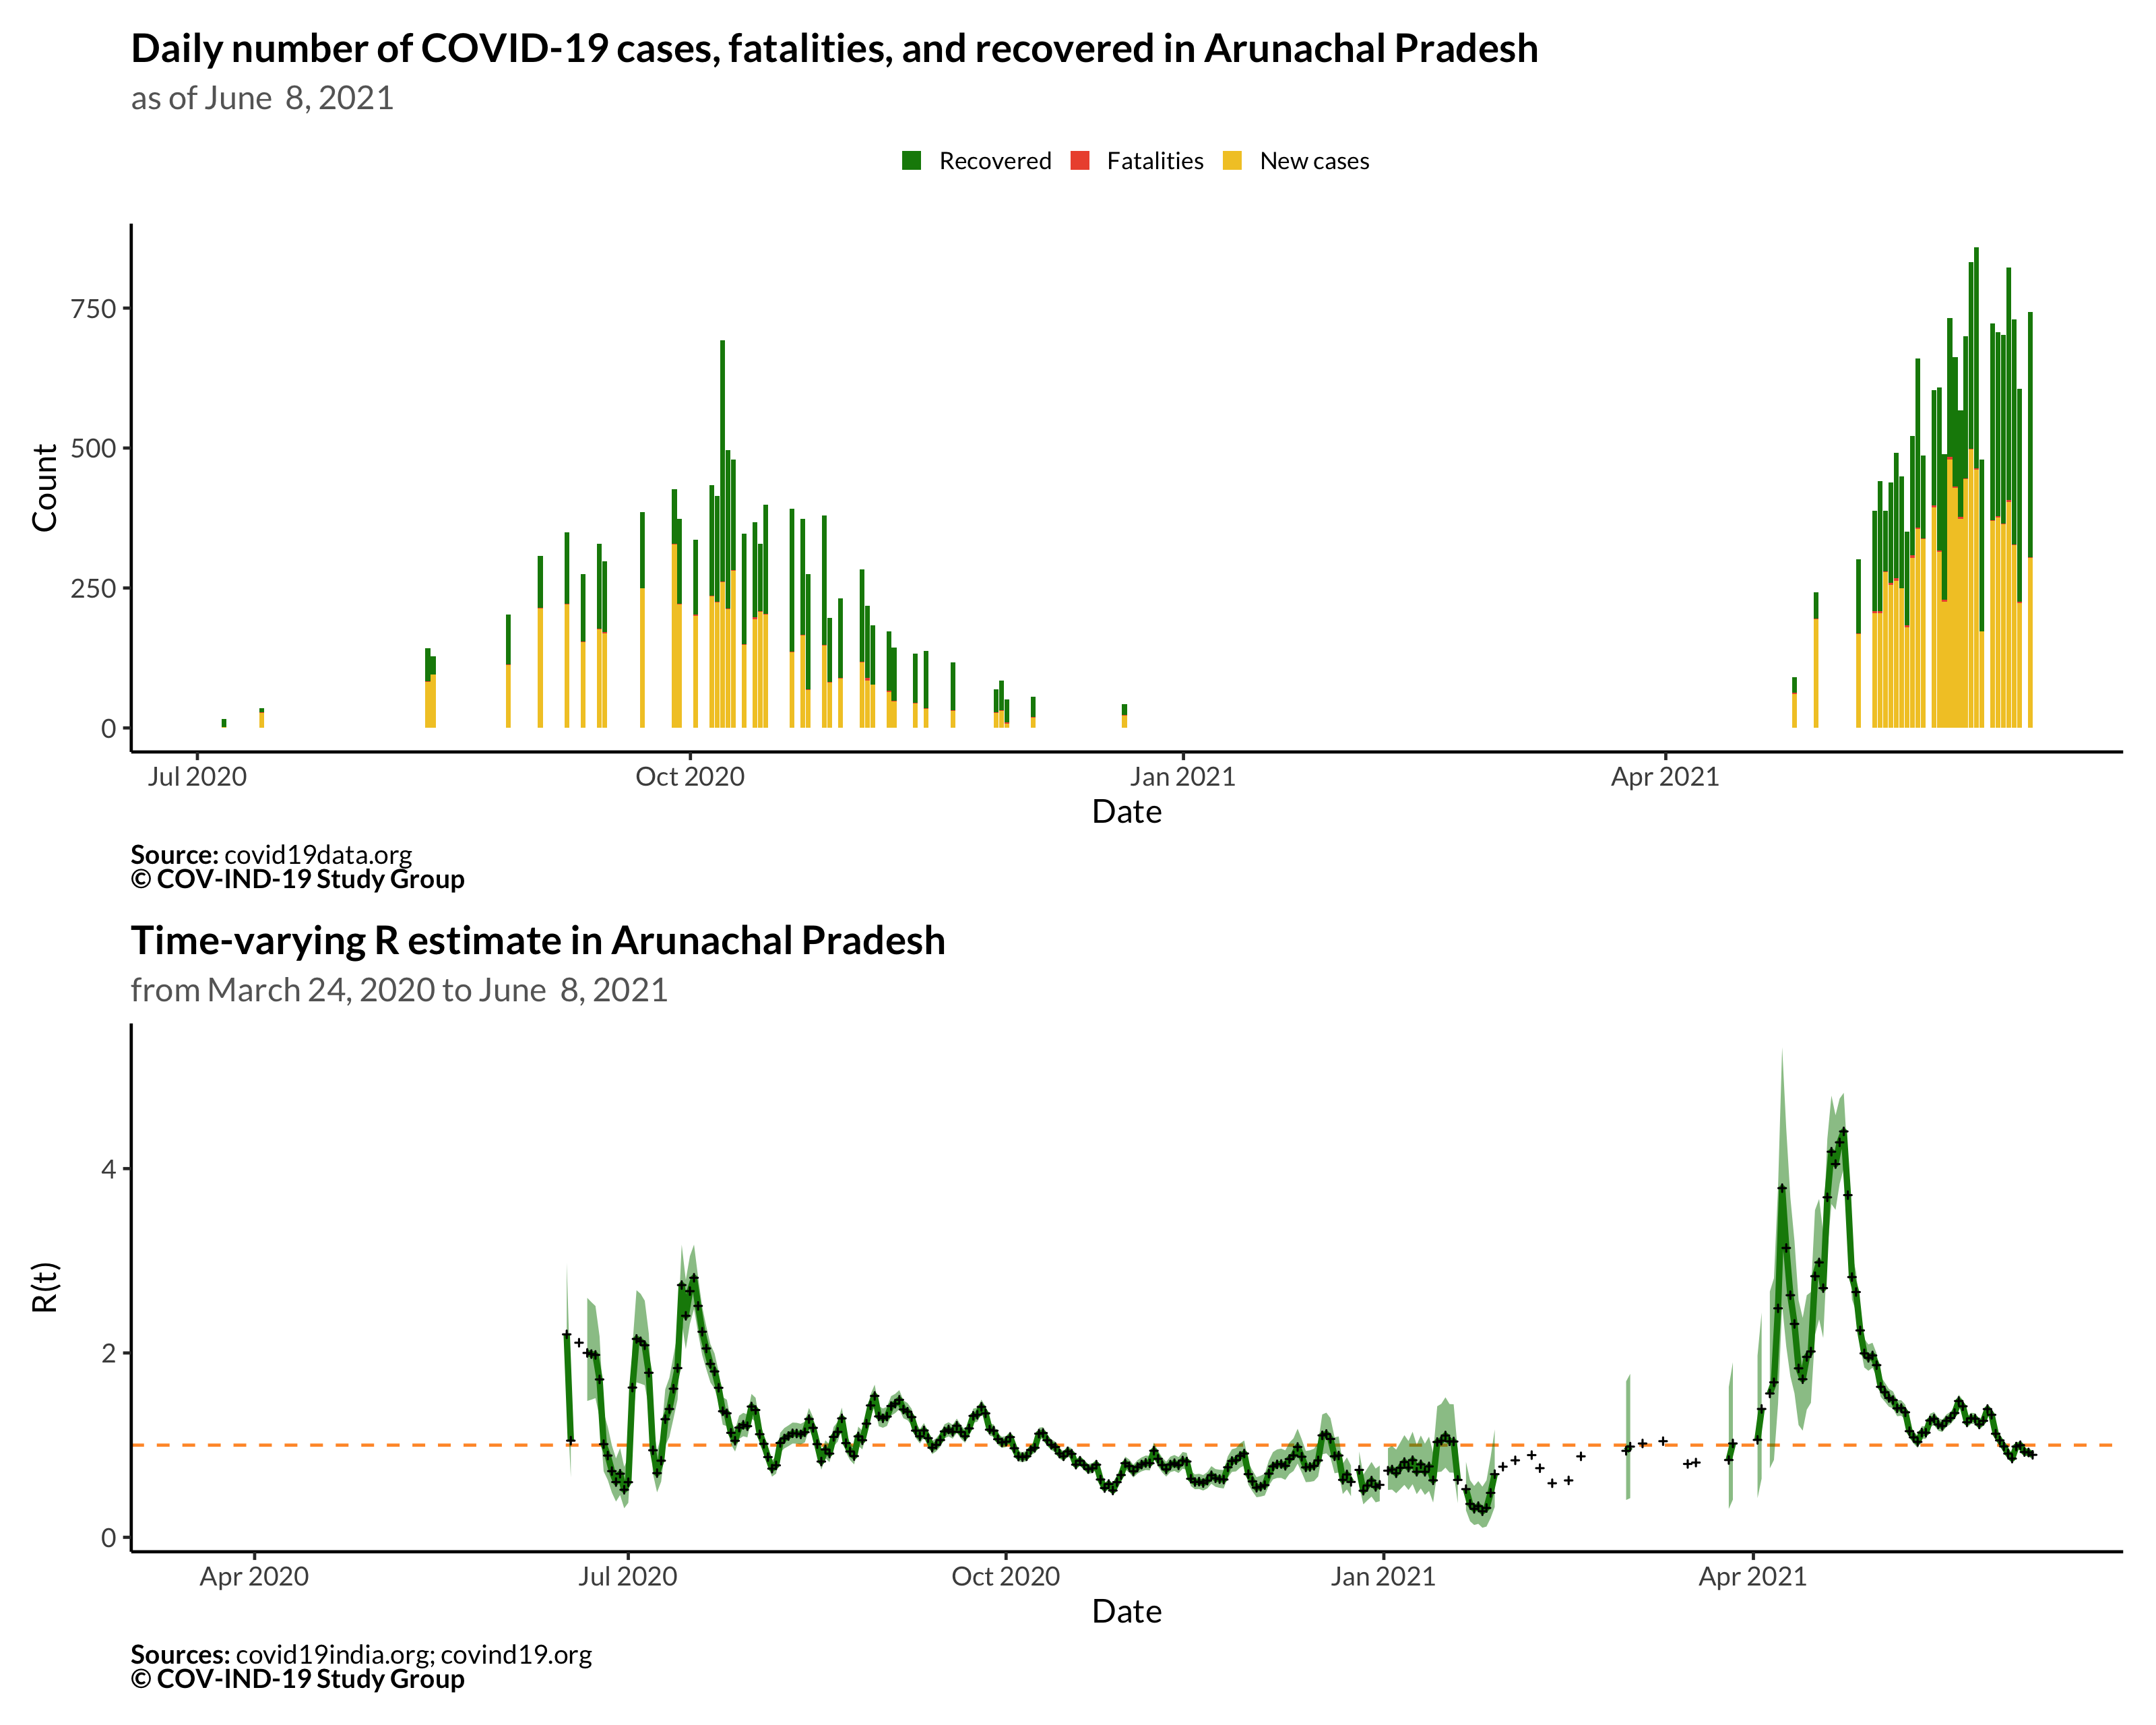 Daily number of COVID-19 cases, fatalities, and recovered in Arunachal Pradesh
as of June  8, 2021
Recovered Fatalities New cases
750
500
250
0
Count
Jul 2020 Oct 2020 Jan 2021 Apr 2021
Date
Source: covid19data.org
© COV-IND-19 Study Group
Time-varying R estimate in Arunachal Pradesh
from March 24, 2020 to June  8, 2021
4
2
0
R(t)
Apr 2020 Jul 2020 Oct 2020 Jan 2021 Apr 2021
Date
Sources: covid19india.org; covind19.org
© COV-IND-19 Study Group